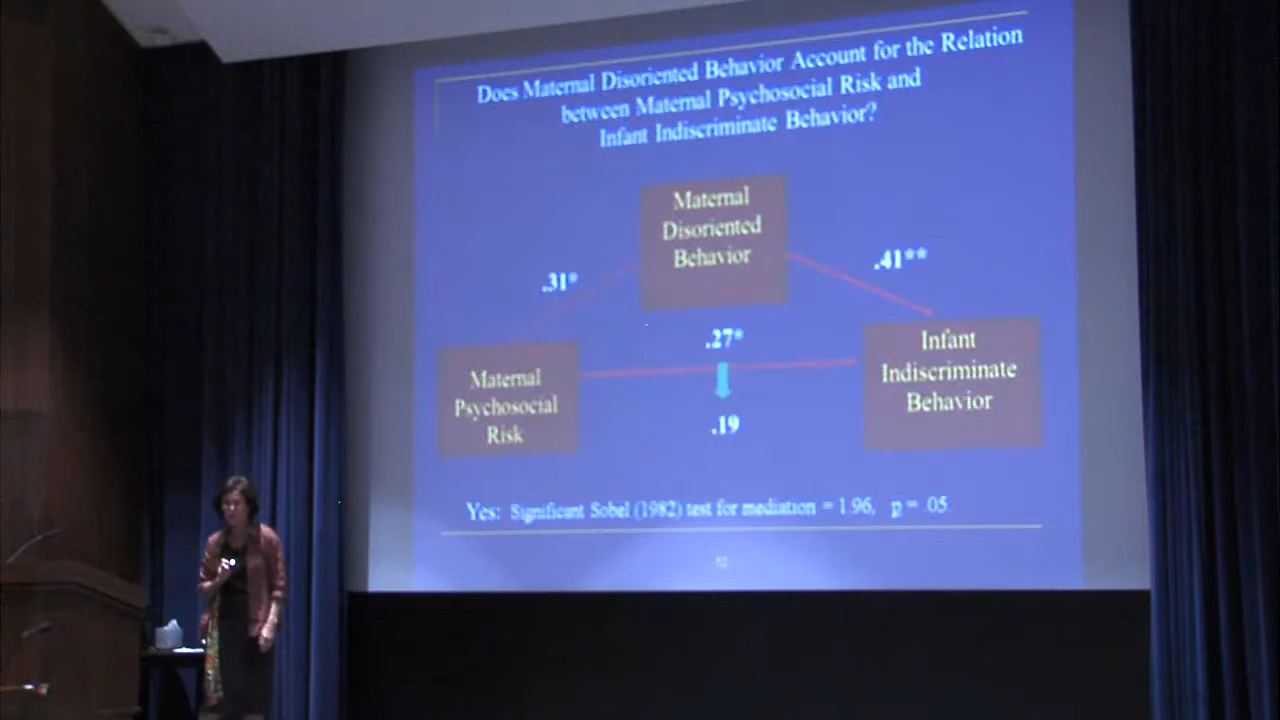 Does Maternal Disoriented Behavior Account for the Relation
between Maternal Psychosocial Risk and
Infant Indiscriminate Behavior?
Maternal
Disoriented
Behavior
.31*
.41**
.27*
Maternal
Psychosocial
Risk
Infant
Indiscriminate
Behavior
.19
Yes: Significant Sobel (1982) test for mediation = 1.96, p = .05